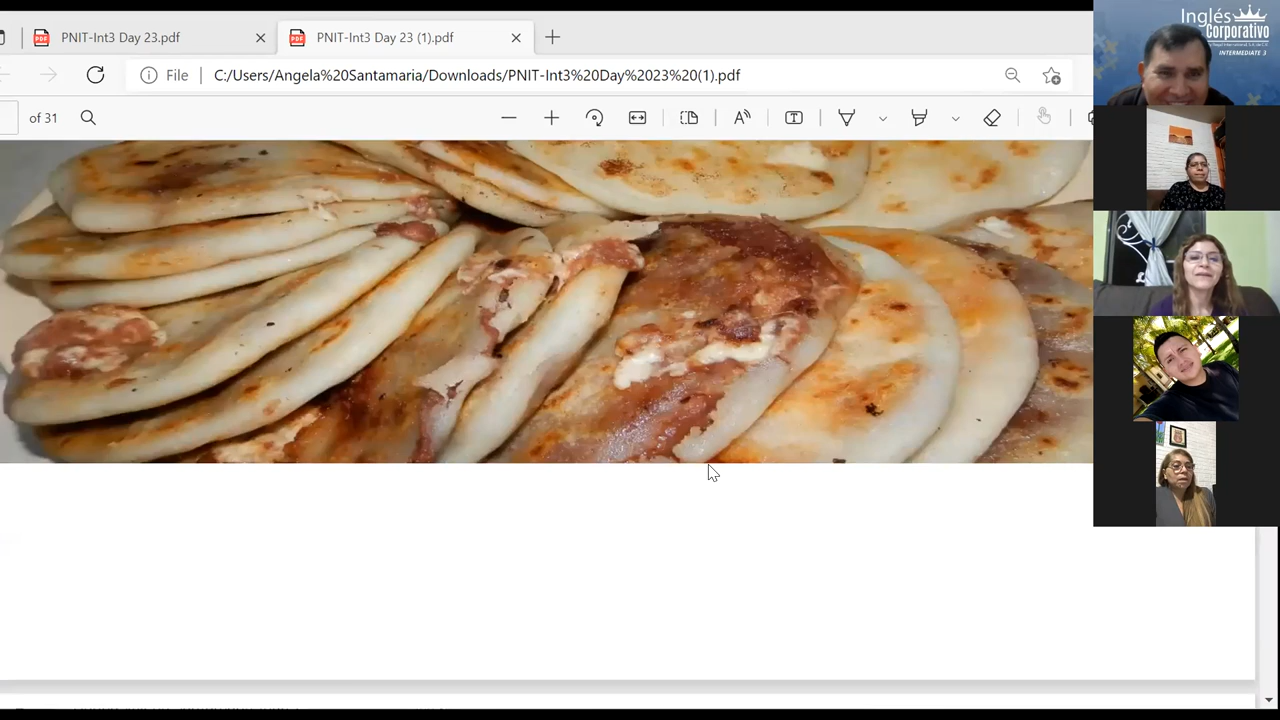 PNIT-Int3 Day 23.pdf
PNIT-Int3 Day 23 (1).pdf
File
C:/Users/Angela%20Santamaria/Downloads/PNIT-Int3%20Day%2023%20(1).pdf
of 31
Inglés
Corporativo
INTERMEDIATE 3